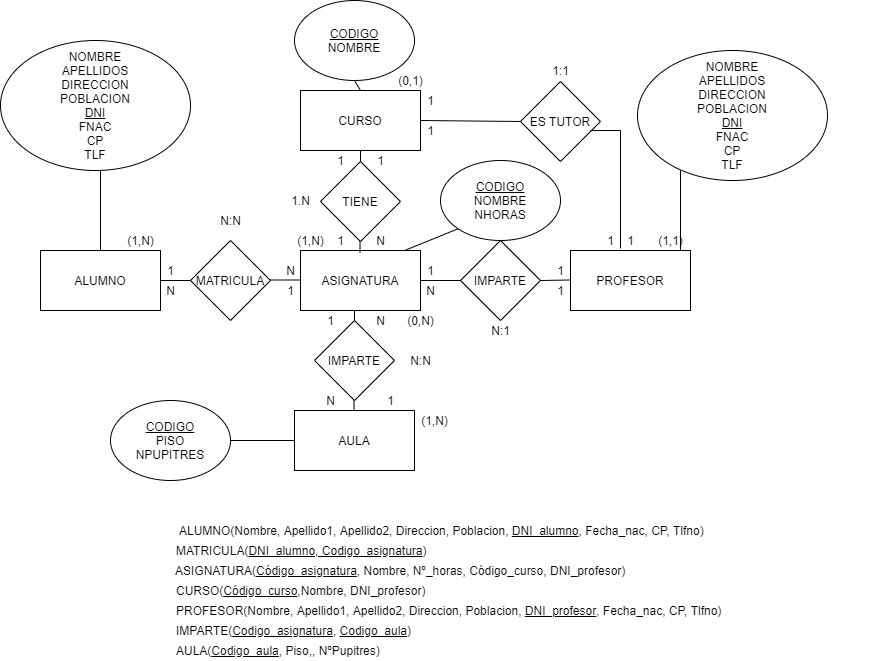 CODIGO
NOMBRE
NOMBRE
APELLIDOS
DIRECCION
POBLACION
DNI
FNAC
CP
TLF
(0,1)
1:1
NOMBRE
APELLIDOS
DIRECCION
POBLACION
DNI
FNAC
CP
TLF
CURSO
1
1
ES TUTOR
1 1
1.N
TIENE
CODIGO
NOMBRE
NHORAS
N:N
(1,N)
(1,N) 1 N
1 1 (1,1)
ALUMNO
1
N
MATRICULA
N
1
ASIGNATURA
1
N
IMPARTE
1
1
PROFESOR
1 N (0,N)
N:1
IMPARTE
N:N
N 1
(1,N)
CODIGO
PISO
NPUPITRES
AULA
ALUMNO(Nombre, Apellido1, Apellido2, Direccion, Poblacion, DNI_alumno, Fecha_nac, CP, Tlfno)
MATRICULA(DNI_alumno, Codigo_asignatura)
ASIGNATURA(Código_asignatura, Nombre, Nº_horas, Código_curso, DNI_profesor)
CURSO(Código_curso,Nombre, DNI_profesor)
PROFESOR(Nombre, Apellido1, Apellido2, Direccion, Poblacion, DNI_profesor, Fecha_nac, CP, Tlfno)
IMPARTE(Codigo_asignatura, Codigo_aula)
AULA(Codigo_aula, Piso,, NºPupitres)